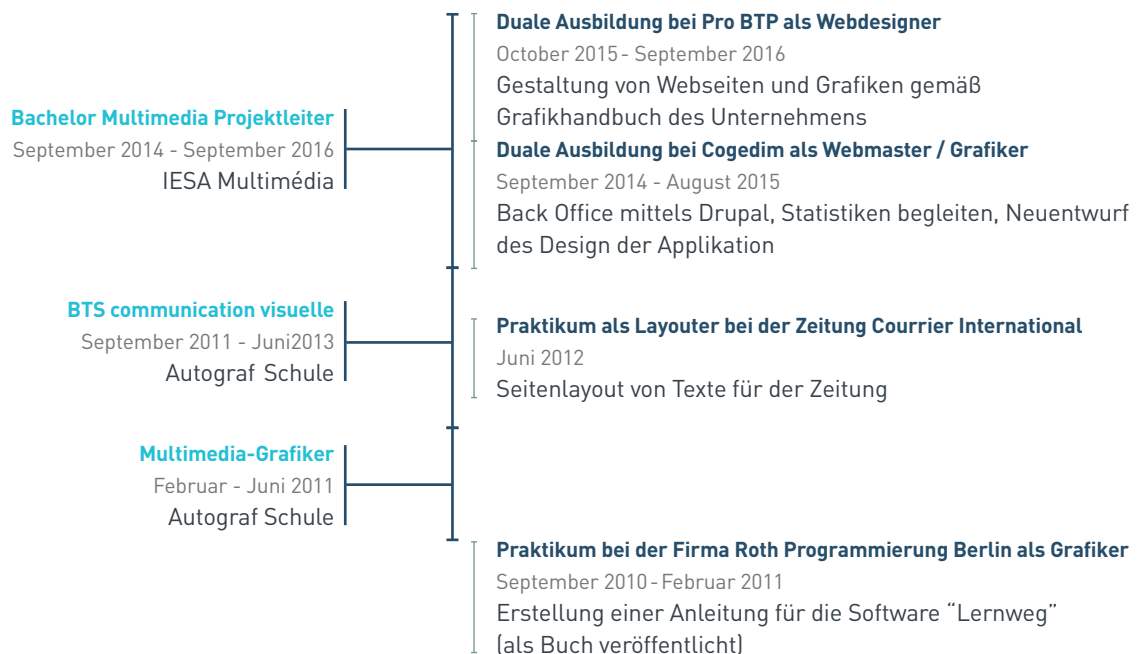 Duale Ausbildung bei Pro BTP als Webdesigner
October 2015 - September 2016
Gestaltung von Webseiten und Grafiken gemäß
Grafikhandbuch des Unternehmens
Bachelor Multimedia Projektleiter
September 2014 - September 2016
IESA Multimédia
Duale Ausbildung bei Cogedim als Webmaster / Grafiker
September 2014 - August 2015
Back Office mittels Drupal, Statistiken begleiten, Neuentwurf
des Design der Applikation
BTS communication visuelle
September 2011 - Juni2013
Autograf Schule
Praktikum als Layouter bei der Zeitung Courrier International
Juni 2012
Seitenlayout von Texte für der Zeitung
Multimedia-Grafiker
Februar - Juni 2011
Autograf Schule
Praktikum bei der Firma Roth Programmierung Berlin als Grafiker
September 2010 - Februar 2011
Erstellung einer Anleitung für die Software “Lernweg”
(als Buch veröffentlicht)